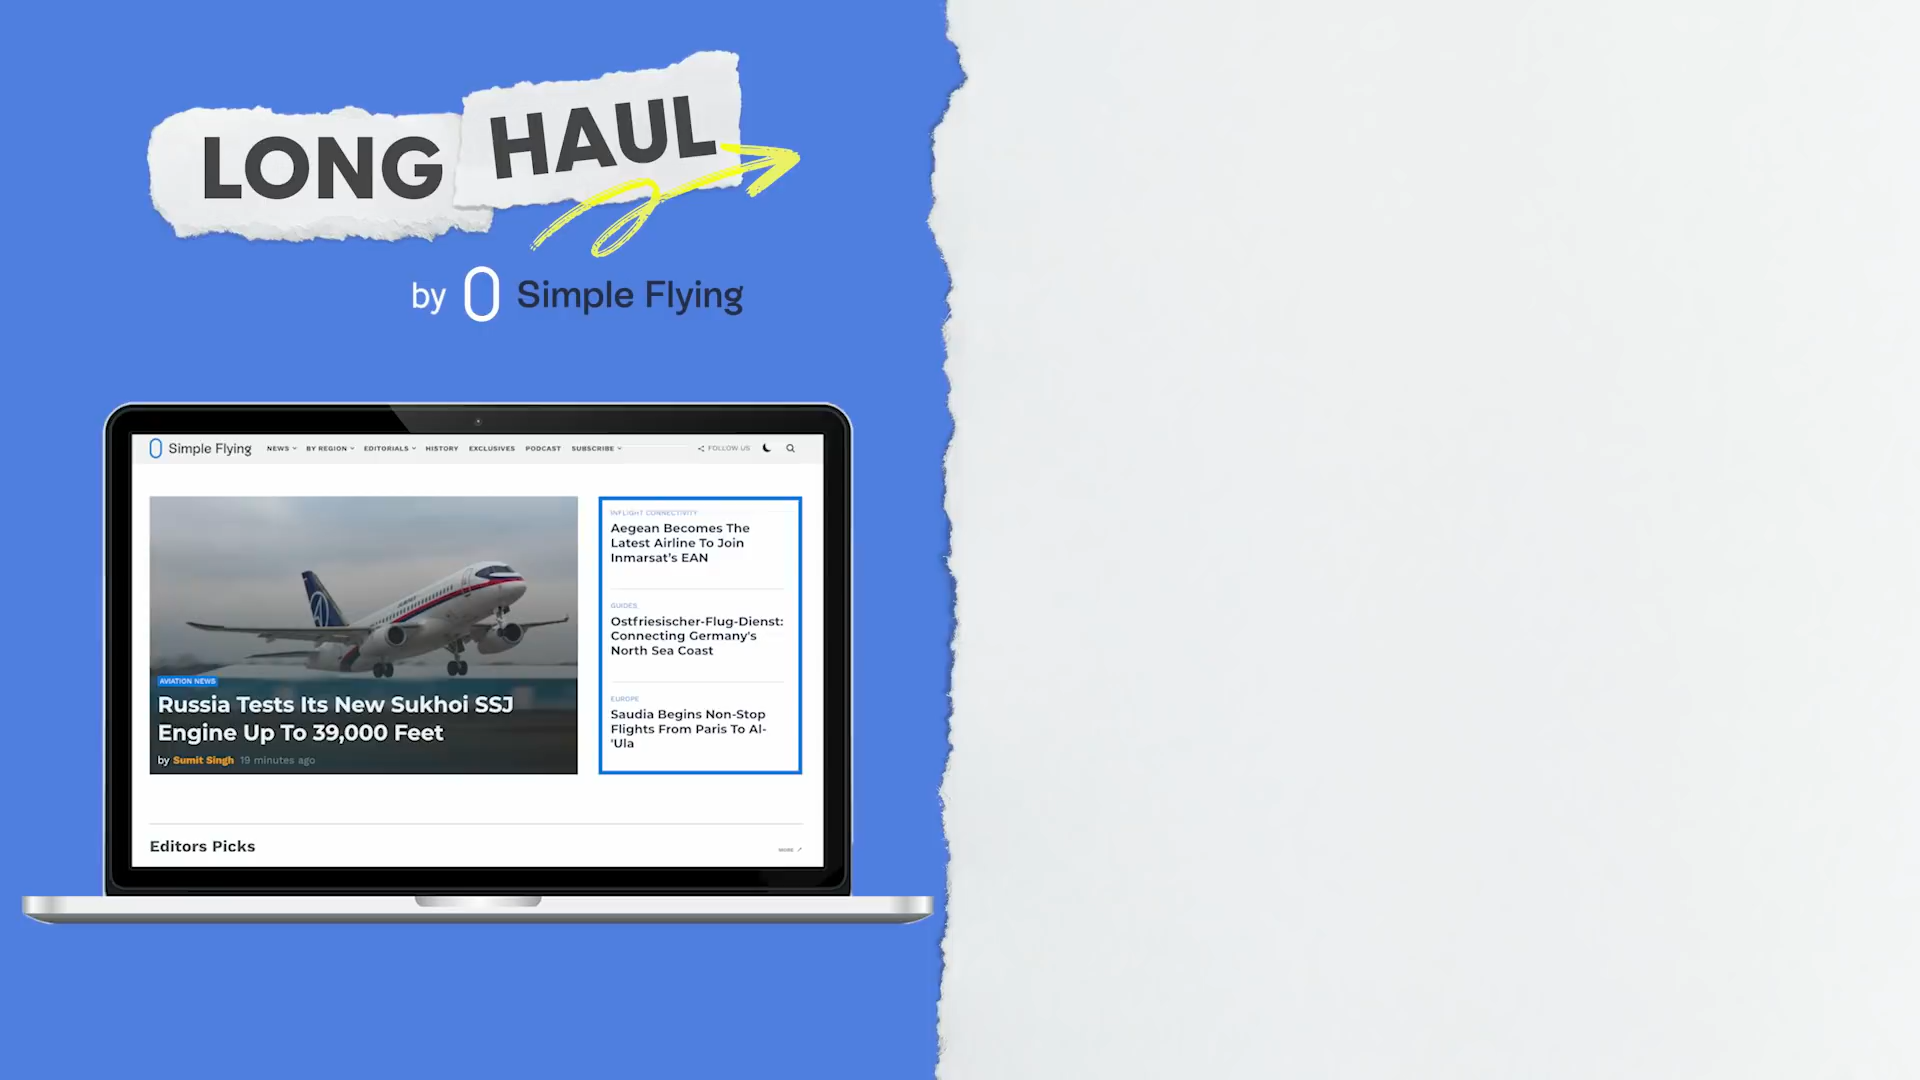 LONG HAUL
by Simple Flying
Simple Flying NEWS BY REGION EDITORIALS HISTORY EXCLUSIVES PODCAST SUBSCRIBE FOLLOW US
AVIATION NEWS
Russia Tests Its New Sukhoi SSJ
Engine Up To 39,000 Feet
by Sumit Singh 19 minutes ago
INFLIGHT CONNECTIVITY
Aegean Becomes The
Latest Airline To Join
Inmarsat's EAN
GUIDES
Ostfriesischer-Flug-Dienst:
Connecting Germany's
North Sea Coast
EUROPE
Saudia Begins Non-Stop
Flights From Paris To Al-
'Ula
Editors Picks
MORE